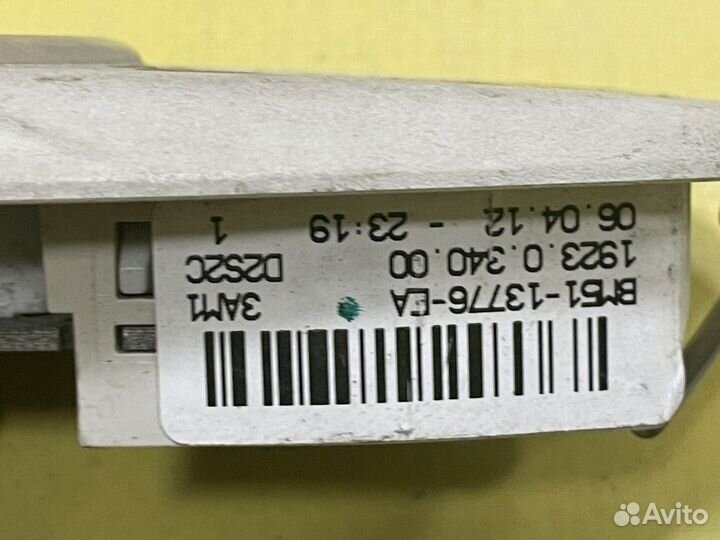 BM51-13776-EA 3AM1
1923.0.340.00 D2S2C
06.04.12 - 23:19 1
Avito